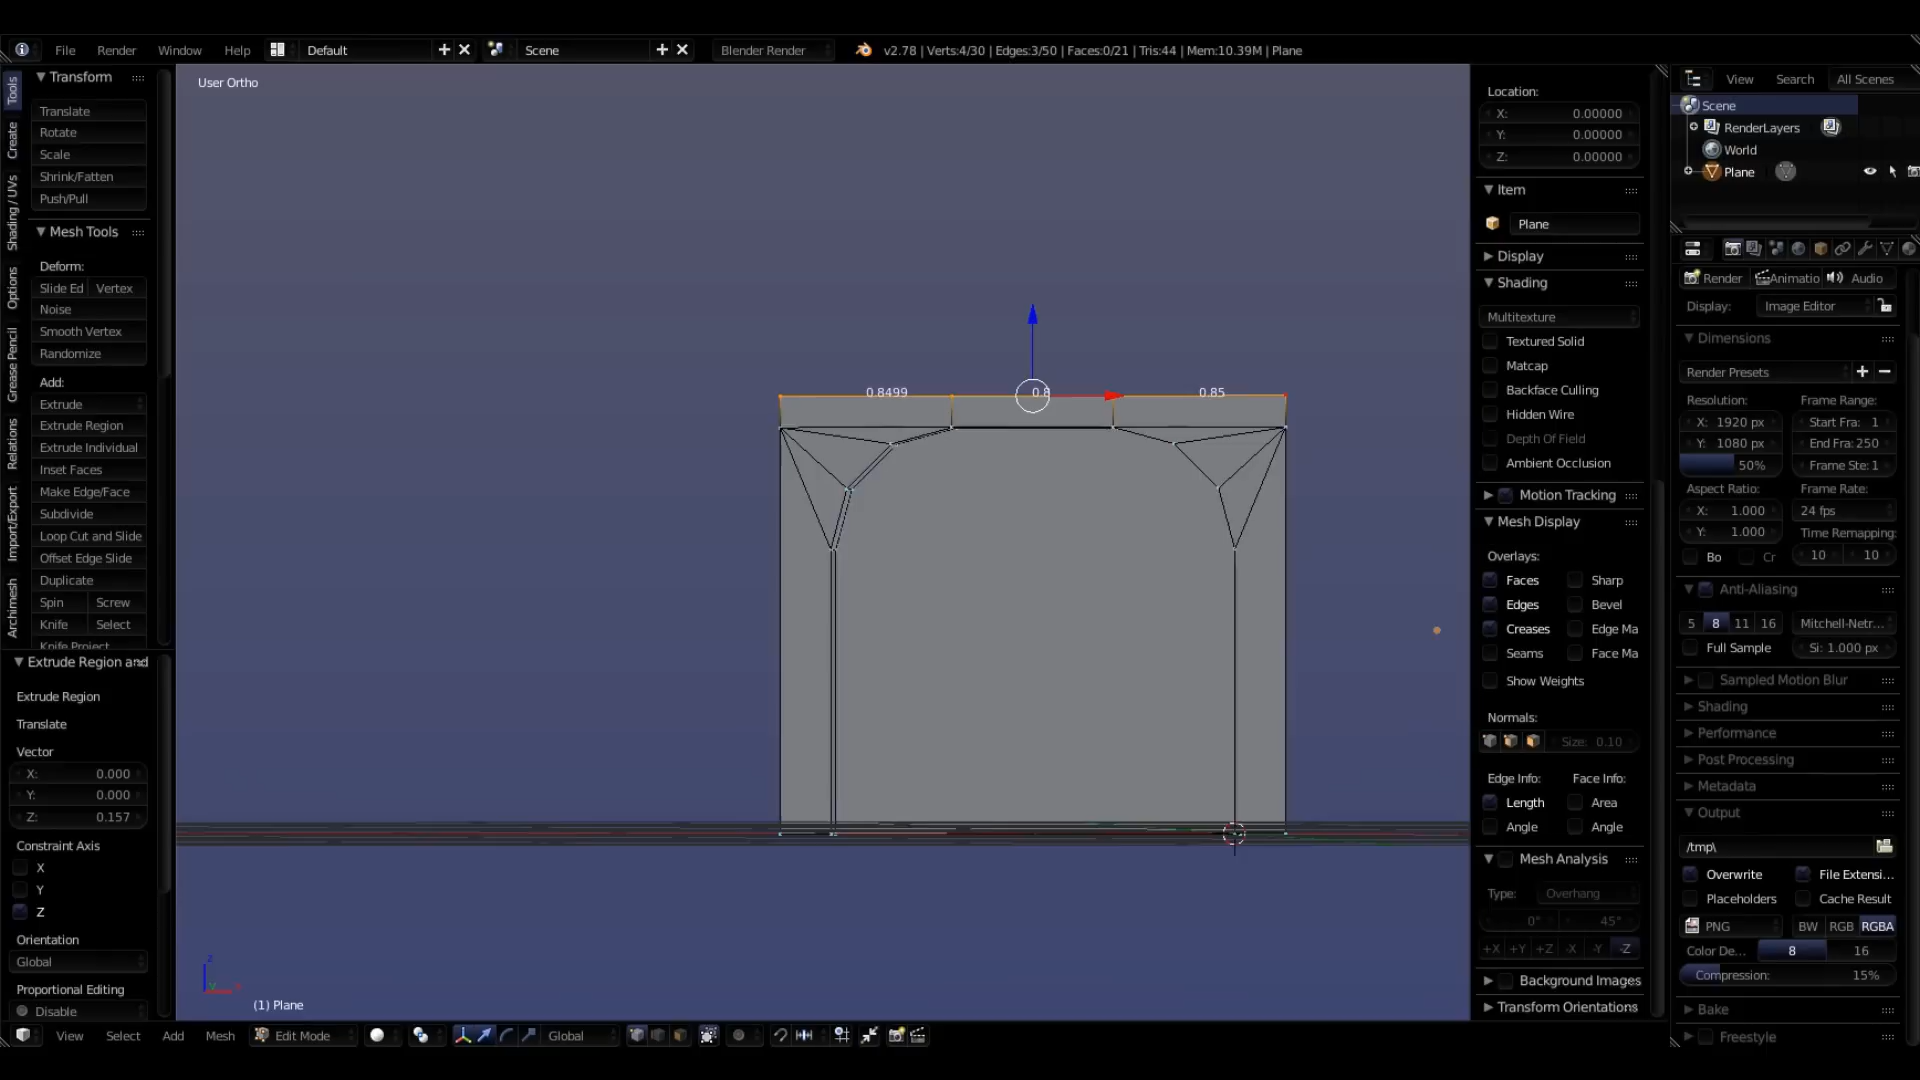 File Render Window Help Default Scene Blender Render v2.78 | Verts:4/30 | Edges:3/50 | Faces:0/21 | Tris:44 | Mem:10.39M | Plane
Tools
Create
Shading / UVs
Options
Grease Pencil
Relations
Import/Export
Archimesh
Transform
Translate
Rotate
Scale
Shrink/Fatten
Push/Pull
Mesh Tools
Deform:
Slide Ed Vertex
Noise
Smooth Vertex
Randomize
Add:
Extrude
Extrude Region
Extrude Individual
Inset Faces
Make Edge/Face
Subdivide
Loop Cut and Slide
Offset Edge Slide
Duplicate
Spin Screw
Knife Select
Knife Project
Extrude Region and
Extrude Region
Translate
Vector
X: 0.000
Y: 0.000
Z: 0.157
Constraint Axis
X
Y
Z
Orientation
Global
Proportional Editing
Disable
User Ortho
0.8499 0.8 0.85
z
(1) Plane
View Select Add Mesh Edit Mode Global
Location:
X: 0.00000
Y: 0.00000
Z: 0.00000
Item
Plane
Display
Shading
Multitexture
Textured Solid
Matcap
Backface Culling
Hidden Wire
Depth Of Field
Ambient Occlusion
Motion Tracking
Mesh Display
Overlays:
Faces Sharp
Edges Bevel
Creases Edge Ma
Seams Face Ma
Show Weights
Normals:
Size: 0.10
Edge Info: Face Info:
Length Area
Angle Angle
Mesh Analysis
Type: Overhang
0° 45°
+X +Y +Z -X -Y -Z
Background Images
Transform Orientations
View Search All Scenes
Scene
RenderLayers
World
Plane
Render Animatio Audio
Display: Image Editor
Dimensions
Render Presets
Resolution: Frame Range:
X: 1920 px Start Fra: 1
Y: 1080 px End Fra: 250
50% Frame Ste: 1
Aspect Ratio: Frame Rate:
X: 1.000 24 fps
Y: 1.000 Time Remapping:
Bo Cr 10 10
Anti-Aliasing
5 8 11 16 Mitchell-Netr...
Full Sample Si: 1.000 px
Sampled Motion Blur
Shading
Performance
Post Processing
Metadata
Output
/tmp\
Overwrite File Extensi...
Placeholders Cache Result
PNG BW RGB RGBA
Color De... 8 16
Compression: 15%
Bake
Freestyle